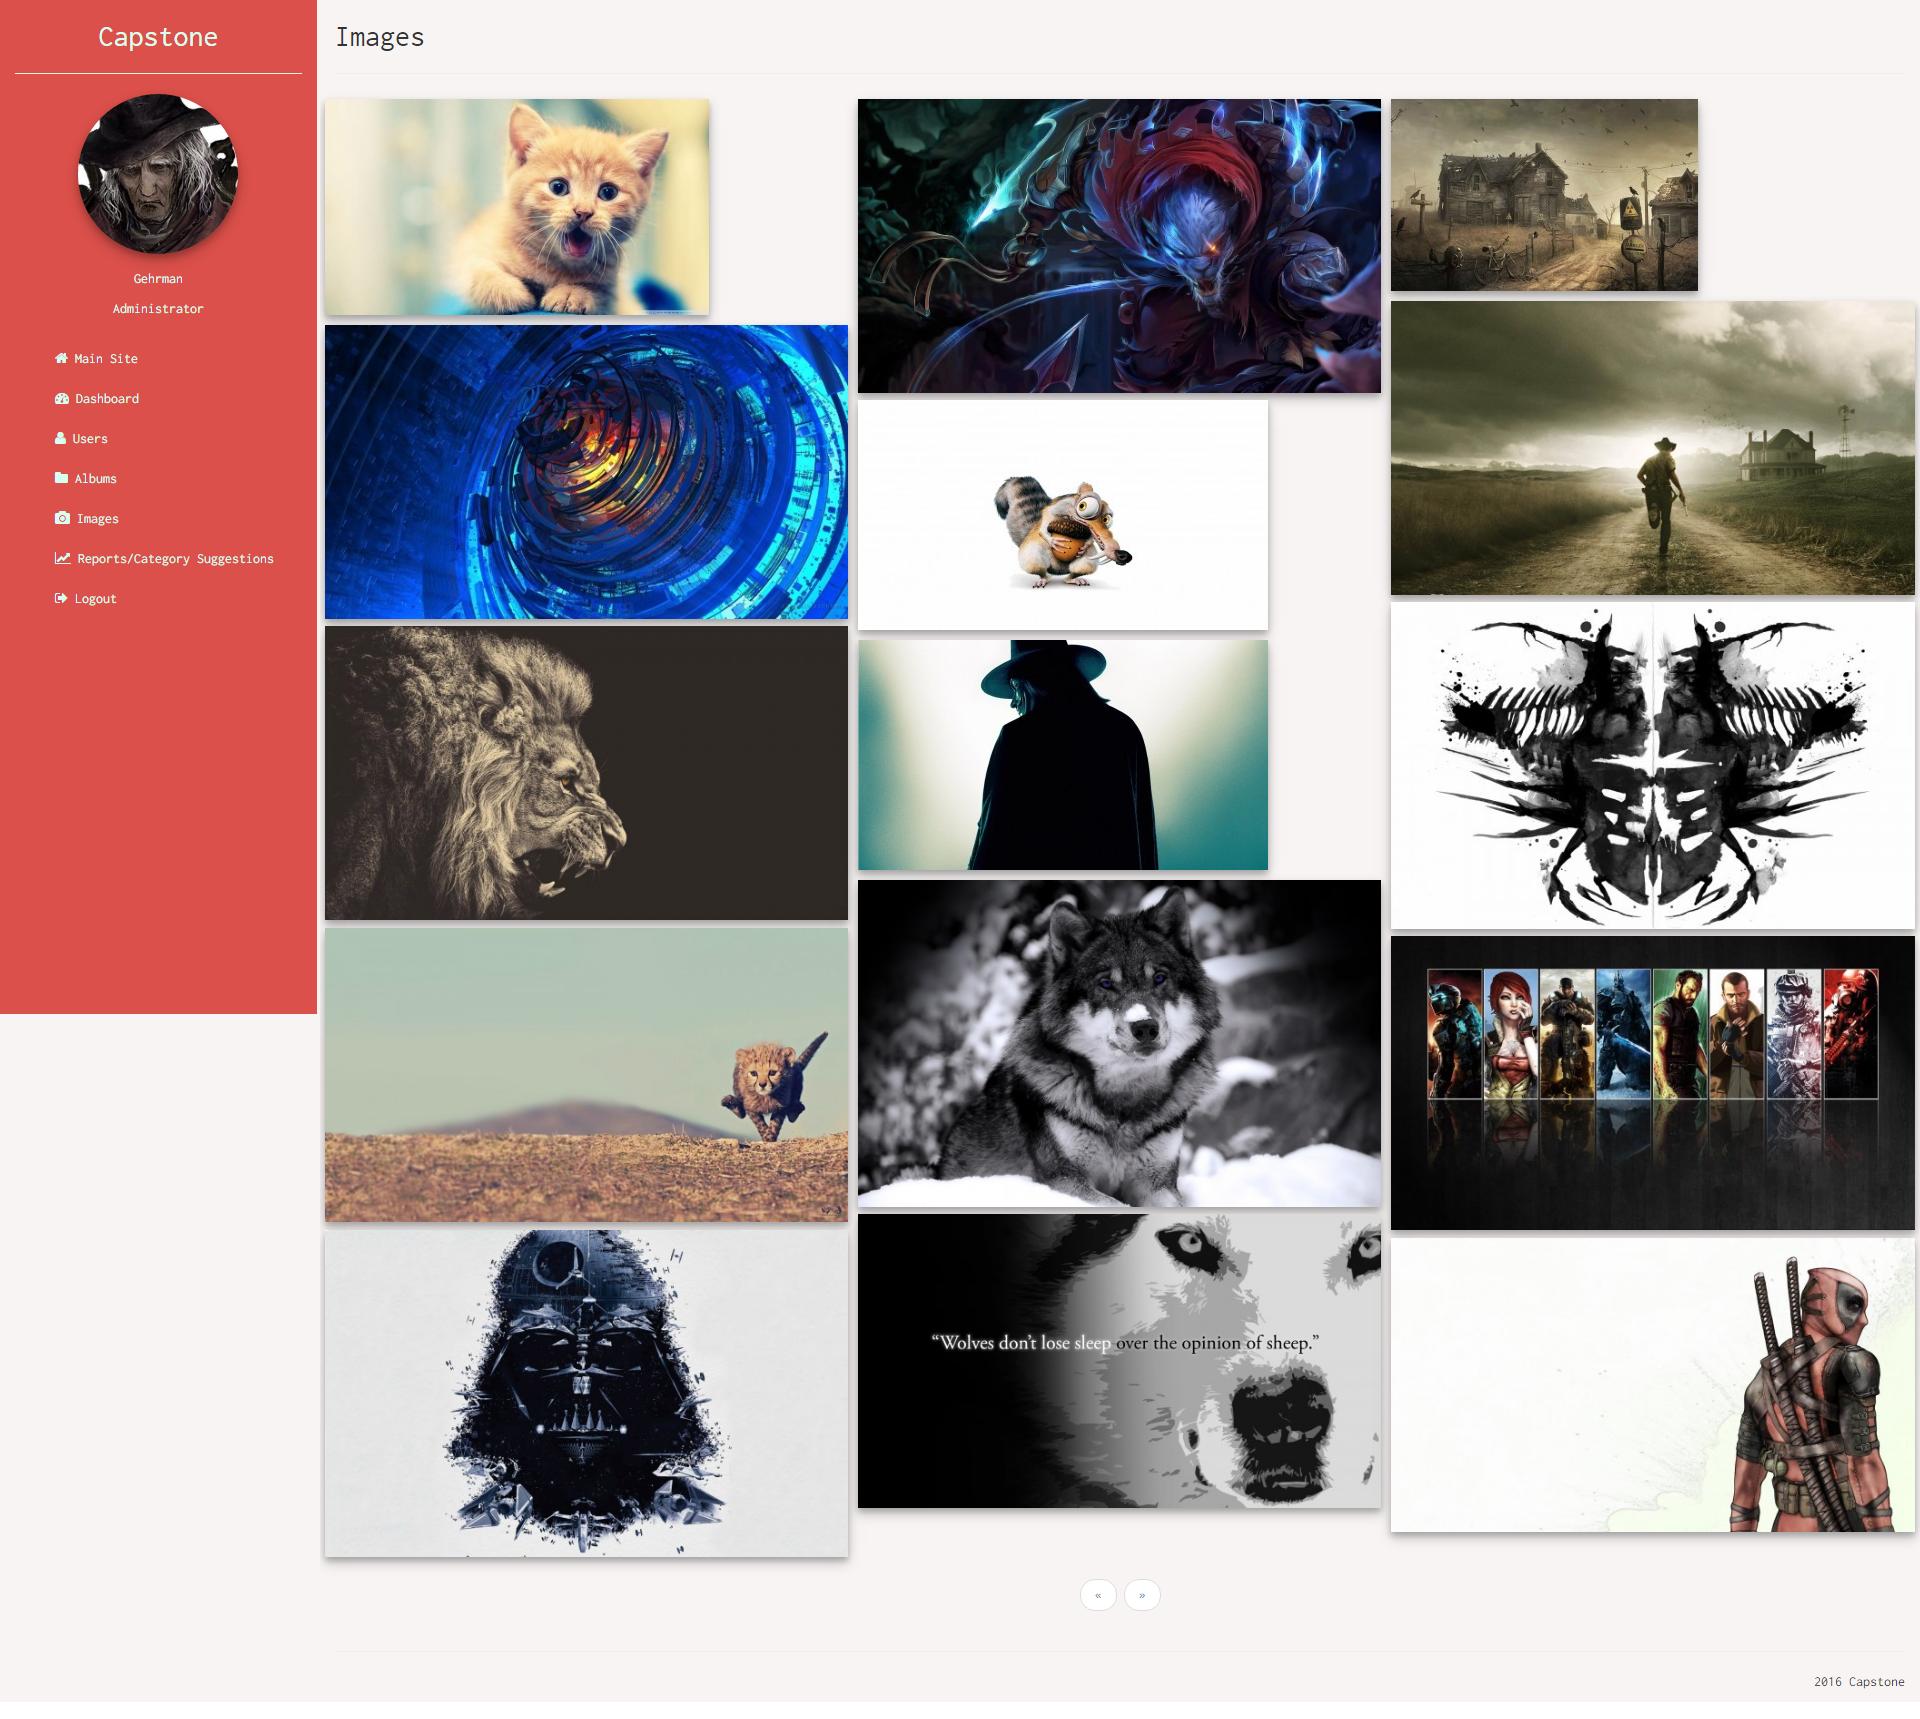 Capstone
Images
Gehrman
Administrator
Main Site
Dashboard
Users
Albums
Images
Reports/Category Suggestions
Logout
“Wolves don’t lose sleep over the opinion of sheep.”
« »
2016 Capstone